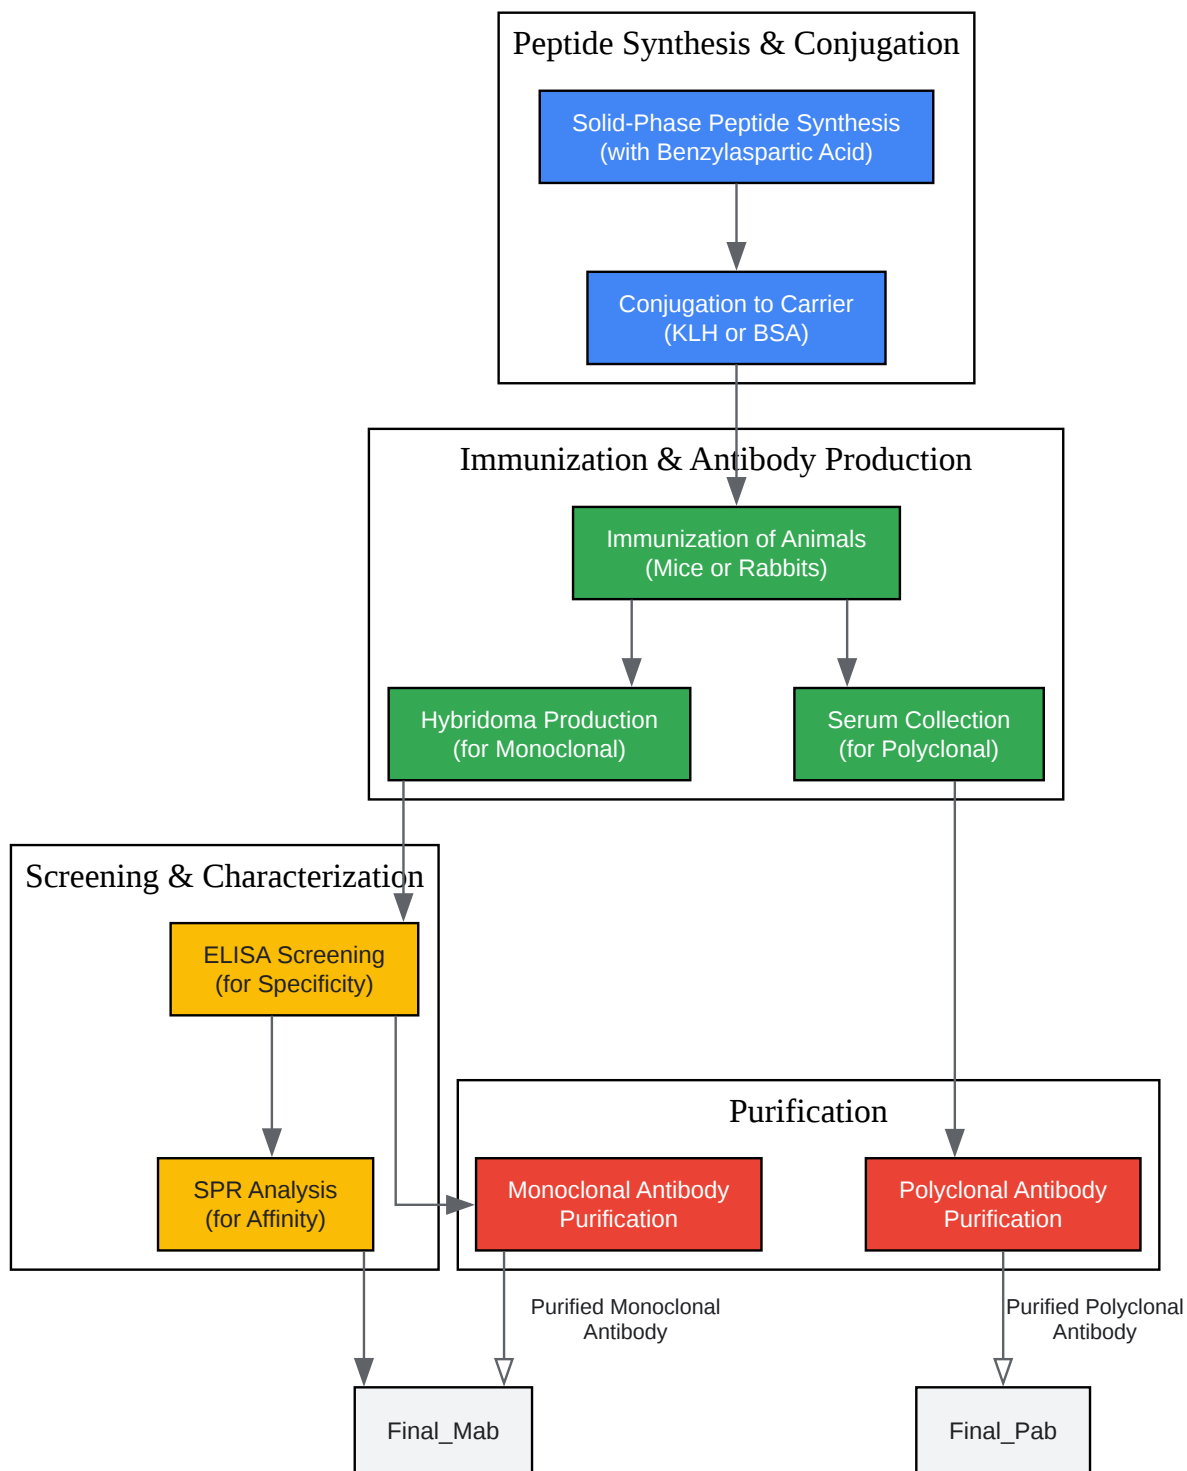 Peptide Synthesis & Conjugation
Solid-Phase Peptide Synthesis
(with Benzylaspartic Acid)
Conjugation to Carrier
(KLH or BSA)
Immunization & Antibody Production
Immunization of Animals
(Mice or Rabbits)
Hybridoma Production
(for Monoclonal)
Serum Collection
(for Polyclonal)
Screening & Characterization
ELISA Screening
(for Specificity)
SPR Analysis
(for Affinity)
Purification
Monoclonal Antibody
Purification
Polyclonal Antibody
Purification
Purified Monoclonal
Antibody
Purified Polyclonal
Antibody
Final_Mab
Final_Pab